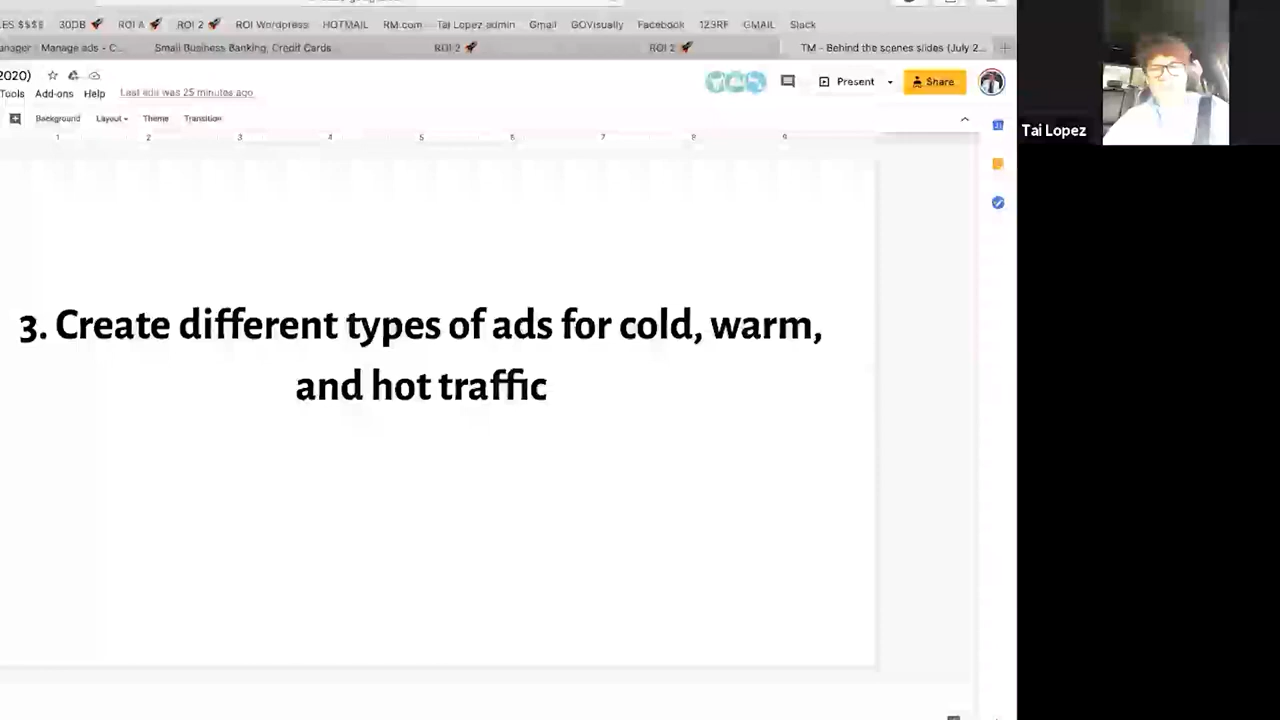 ES $$$$ 30DB 🚀 ROI A 🚀 ROI 2 🚀 ROI Wordpress HOTMAIL RM.com Tai Lopez admin Gmail GOVisually Facebook 123RF GMAIL Slack
anager - Manage ads - C... Small Business Banking, Credit Cards... ROI 2 🚀 ROI 2 🚀 TM - Behind the scenes slides (July 2...
2020)
Present Share
Tools Add-ons Help Last edit was 25 minutes ago
Background Layout Theme Transition
1 2 3 4 5 6 7 8 9
Tai Lopez
3. Create different types of ads for cold, warm,
and hot traffic